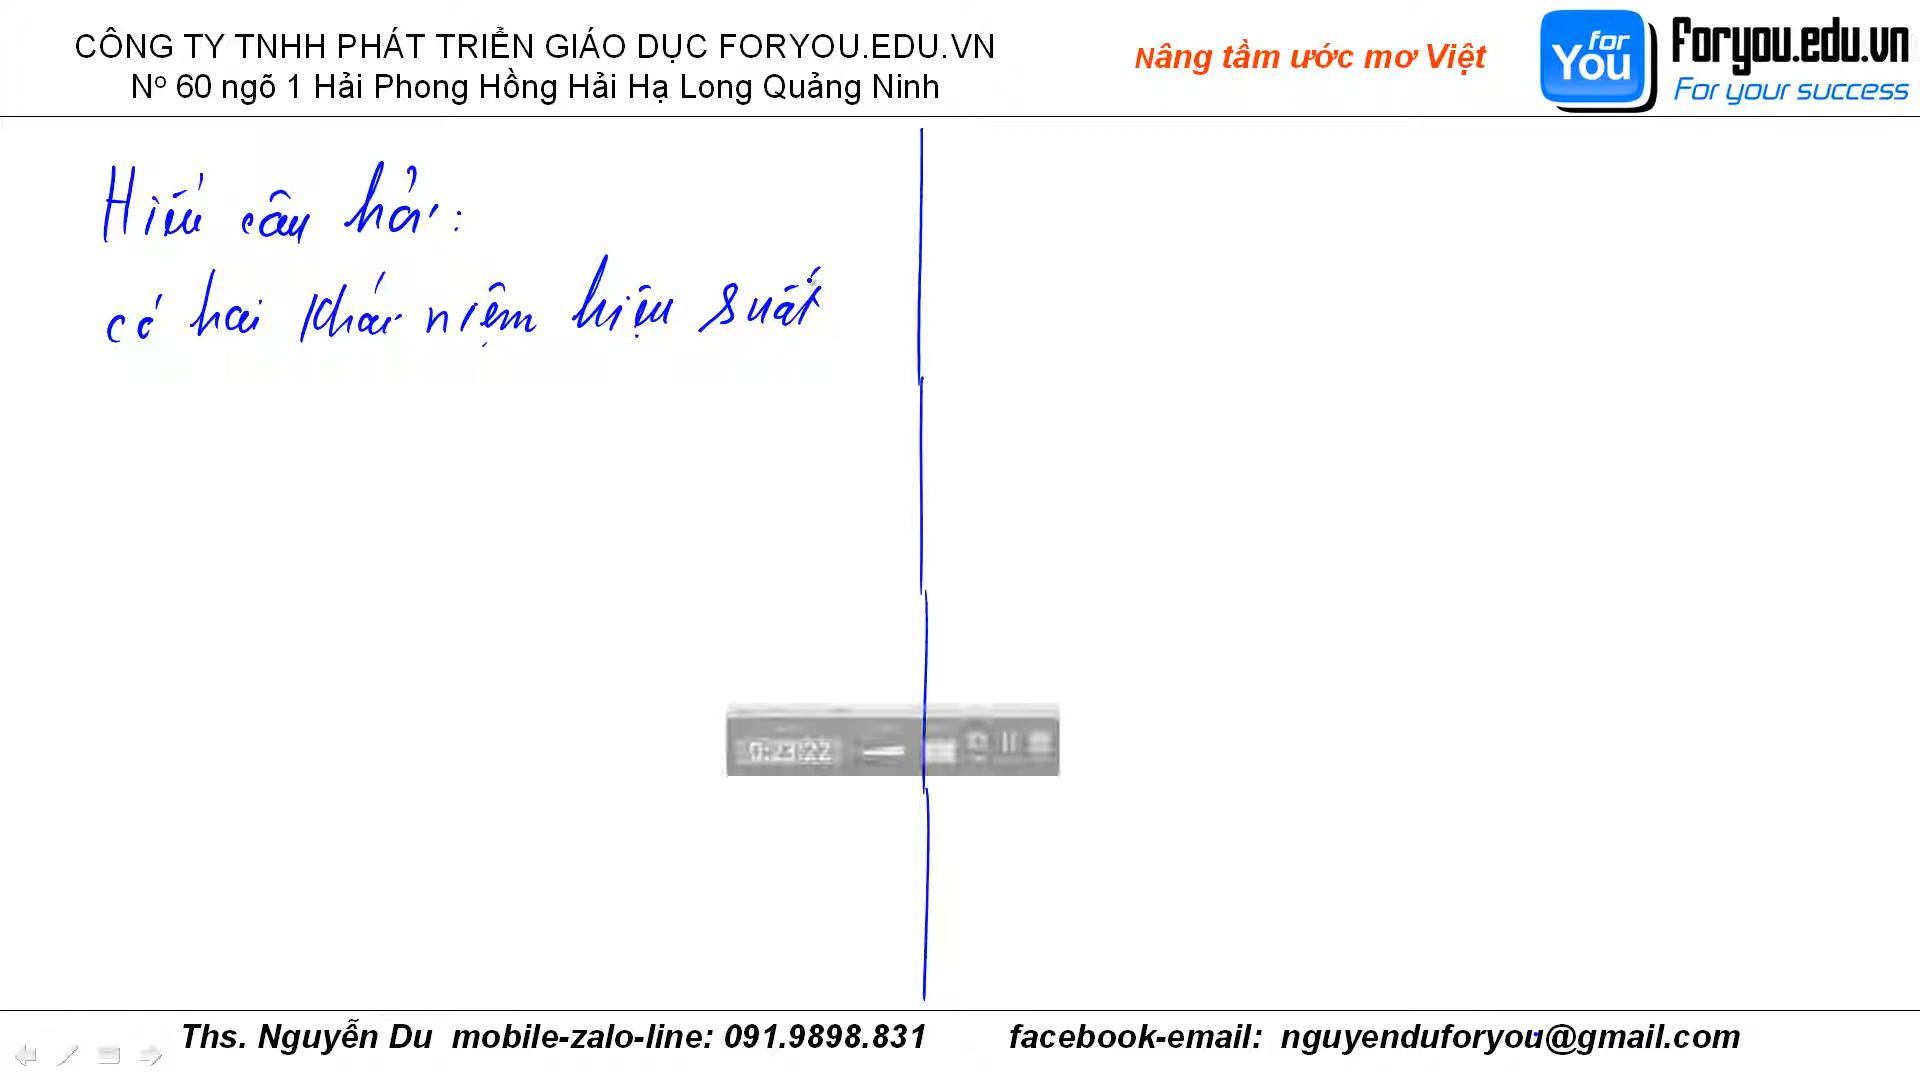 CÔNG TY TNHH PHÁT TRIỂN GIÁO DỤC FORYOU.EDU.VN
Nº 60 ngõ 1 Hải Phong Hồng Hải Hạ Long Quảng Ninh
Nâng tầm ước mơ Việt
for
You
Foryou.edu.vn
For your success
Hiểu câu hỏi:
có hai khái niệm hiệu suất
0:23:22
Ths. Nguyễn Du mobile-zalo-line: 091.9898.831 facebook-email: nguyenduforyou@gmail.com